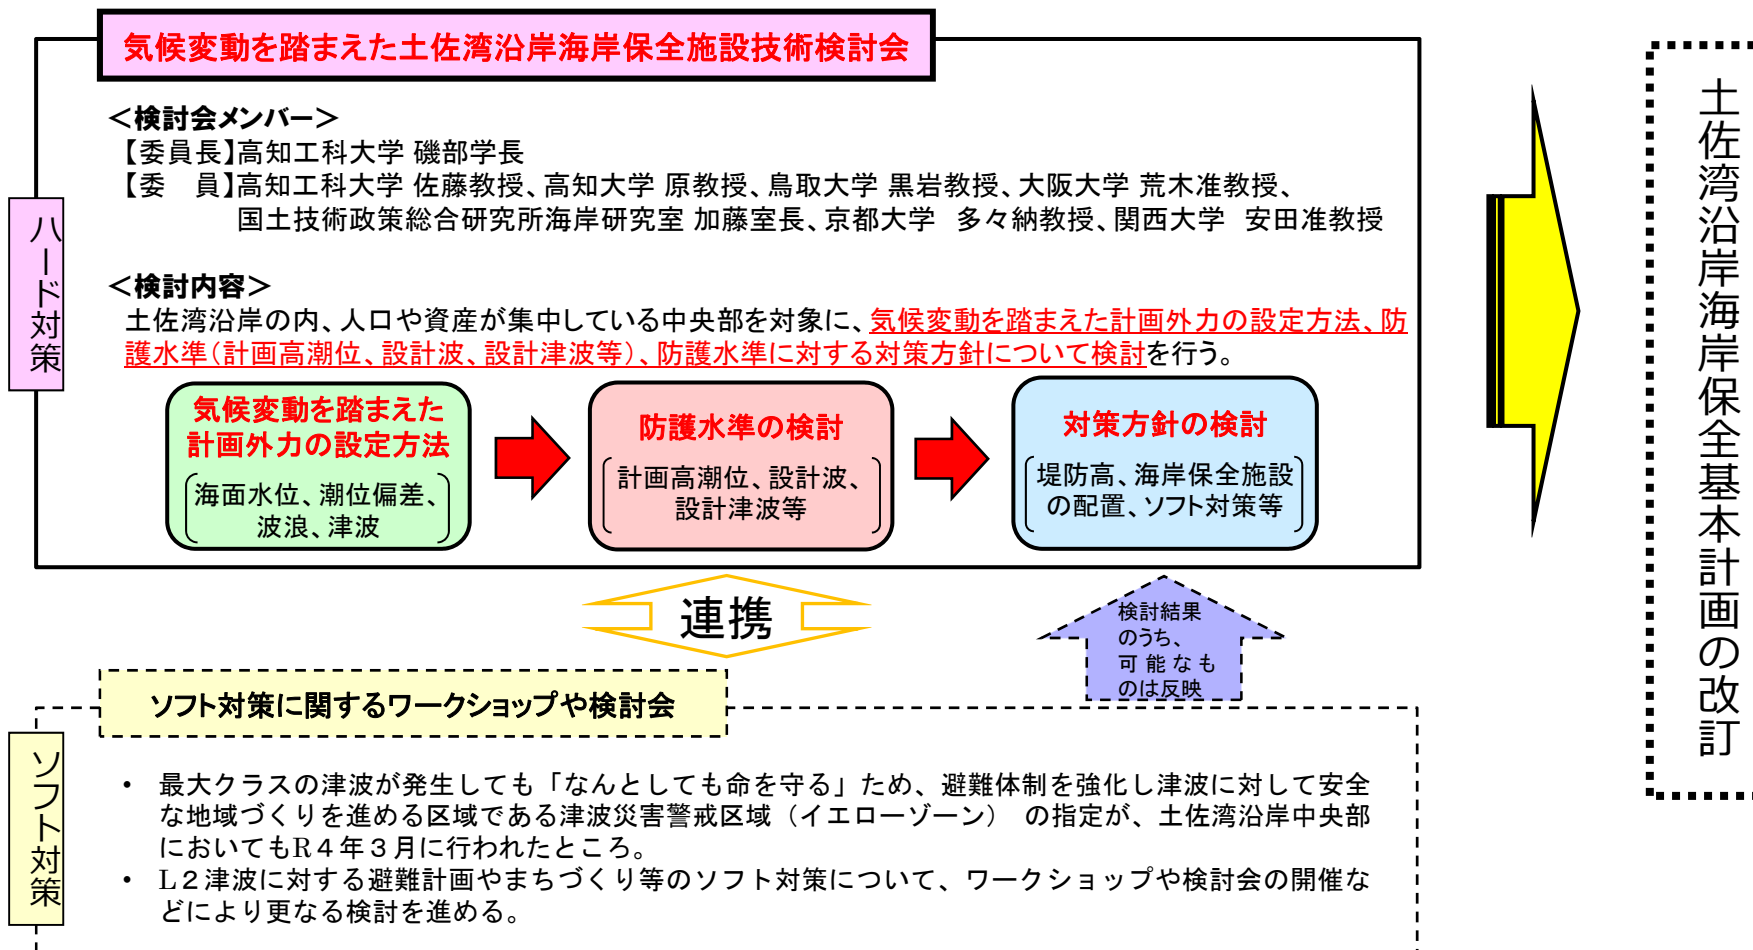 気候変動を踏まえた土佐湾沿岸海岸保全施設技術検討会
ハード対策
＜検討会メンバー＞
【委員長】高知工科大学 磯部学長
【委　員】高知工科大学 佐藤教授、高知大学 原教授、鳥取大学 黒岩教授、大阪大学 荒木准教授、
国土技術政策総合研究所海岸研究室 加藤室長、京都大学　多々納教授、関西大学　安田准教授
＜検討内容＞
土佐湾沿岸の内、人口や資産が集中している中央部を対象に、気候変動を踏まえた計画外力の設定方法、防
護水準（計画高潮位、設計波、設計津波等）、防護水準に対する対策方針について検討を行う。
気候変動を踏まえた
計画外力の設定方法
海面水位、潮位偏差、
波浪、津波
防護水準の検討
計画高潮位、設計波、
設計津波等
対策方針の検討
堤防高、海岸保全施設
の配置、ソフト対策等
連携
検討結果
のうち、
可能なも
のは反映
ソフト対策に関するワークショップや検討会
ソフト対策
• 最大クラスの津波が発生しても「なんとしても命を守る」ため、避難体制を強化し津波に対して安全
な地域づくりを進める区域である津波災害警戒区域（イエローゾーン） の指定が、土佐湾沿岸中央部
においてもR４年３月に行われたところ。
• L２津波に対する避難計画やまちづくり等のソフト対策について、ワークショップや検討会の開催な
どにより更なる検討を進める。
土佐湾沿岸海岸保全基本計画の改訂